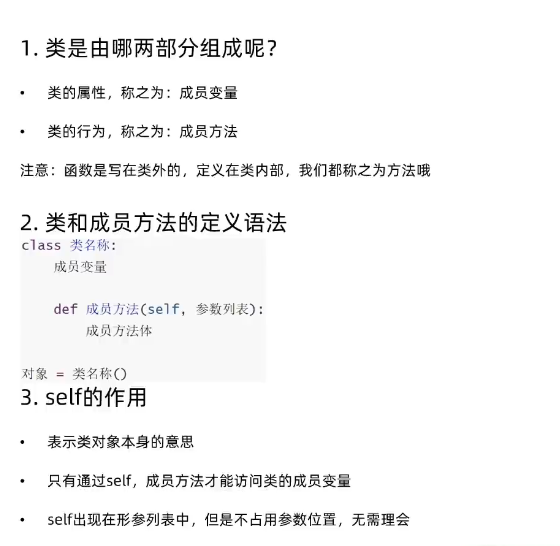 1. 类是由哪两部分组成呢？
• 类的属性，称之为：成员变量
• 类的行为，称之为：成员方法
注意：函数是写在类外的，定义在类内部，我们都称之为方法哦
2. 类和成员方法的定义语法
class 类名称:
    成员变量
    def 成员方法(self, 参数列表):
        成员方法体
对象 = 类名称()
3. self的作用
• 表示类对象本身的意思
• 只有通过self，成员方法才能访问类的成员变量
• self出现在形参列表中，但是不占用参数位置，无需理会